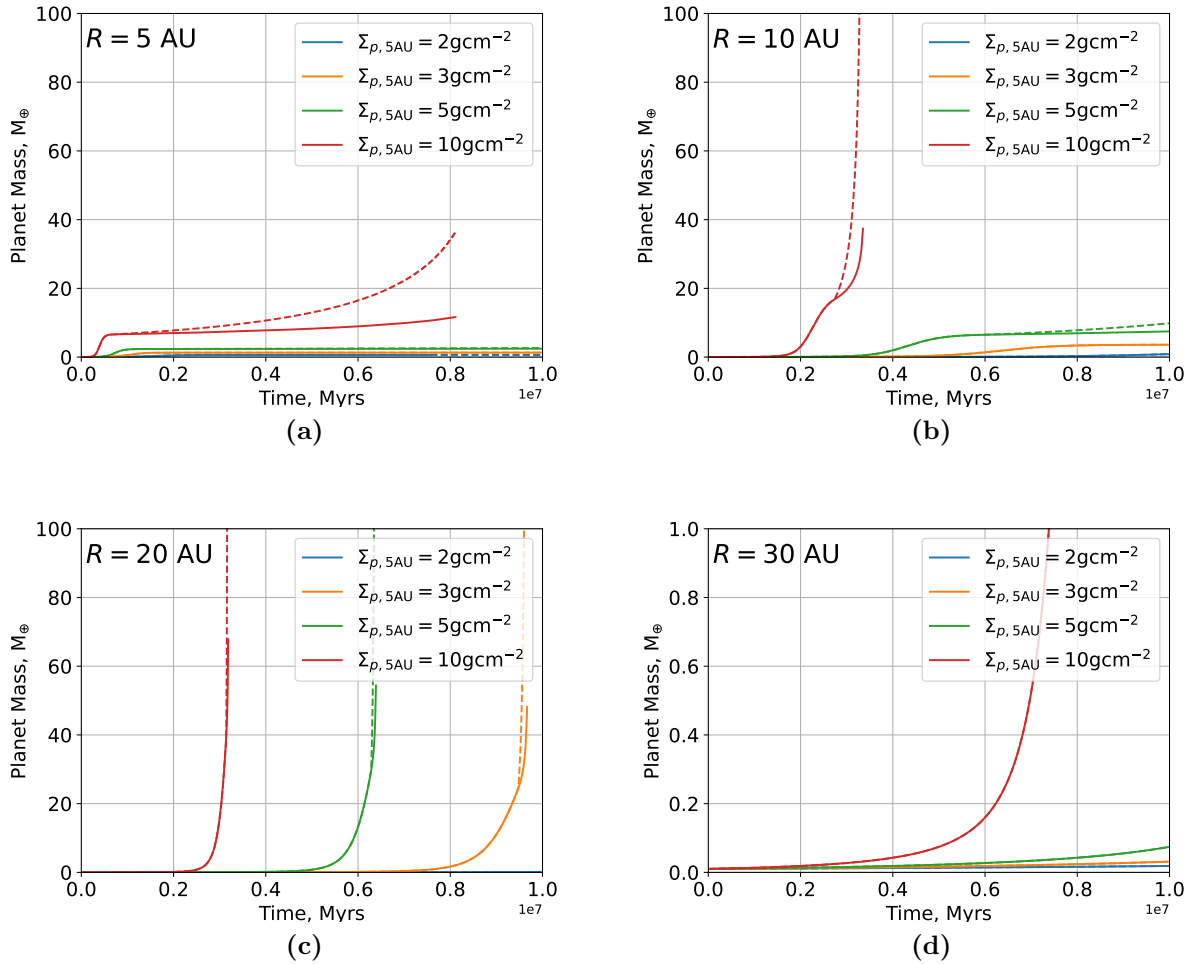 R = 5 AU
Σp, 5AU = 2gcm−2
Σp, 5AU = 3gcm−2
Σp, 5AU = 5gcm−2
Σp, 5AU = 10gcm−2
Planet Mass, M⊕
100
80
60
40
20
0
0.0 0.2 0.4 0.6 0.8 1.0
1e7
Time, Myrs
(a)
R = 10 AU
Σp, 5AU = 2gcm−2
Σp, 5AU = 3gcm−2
Σp, 5AU = 5gcm−2
Σp, 5AU = 10gcm−2
Planet Mass, M⊕
100
80
60
40
20
0
0.0 0.2 0.4 0.6 0.8 1.0
1e7
Time, Myrs
(b)
R = 20 AU
Σp, 5AU = 2gcm−2
Σp, 5AU = 3gcm−2
Σp, 5AU = 5gcm−2
Σp, 5AU = 10gcm−2
Planet Mass, M⊕
100
80
60
40
20
0
0.0 0.2 0.4 0.6 0.8 1.0
1e7
Time, Myrs
(c)
R = 30 AU
Σp, 5AU = 2gcm−2
Σp, 5AU = 3gcm−2
Σp, 5AU = 5gcm−2
Σp, 5AU = 10gcm−2
Planet Mass, M⊕
1.0
0.8
0.6
0.4
0.2
0.0
0.0 0.2 0.4 0.6 0.8 1.0
1e7
Time, Myrs
(d)